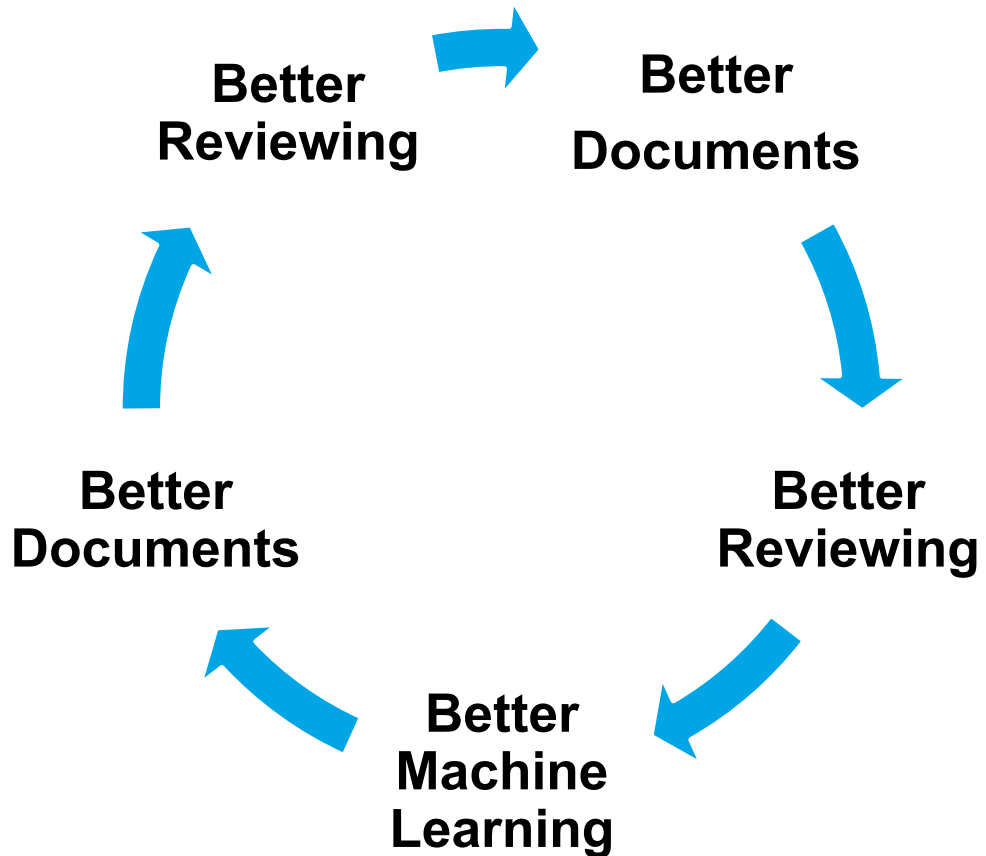 Better
Reviewing
Better
Documents
Better
Reviewing
Better
Machine
Learning
Better
Documents